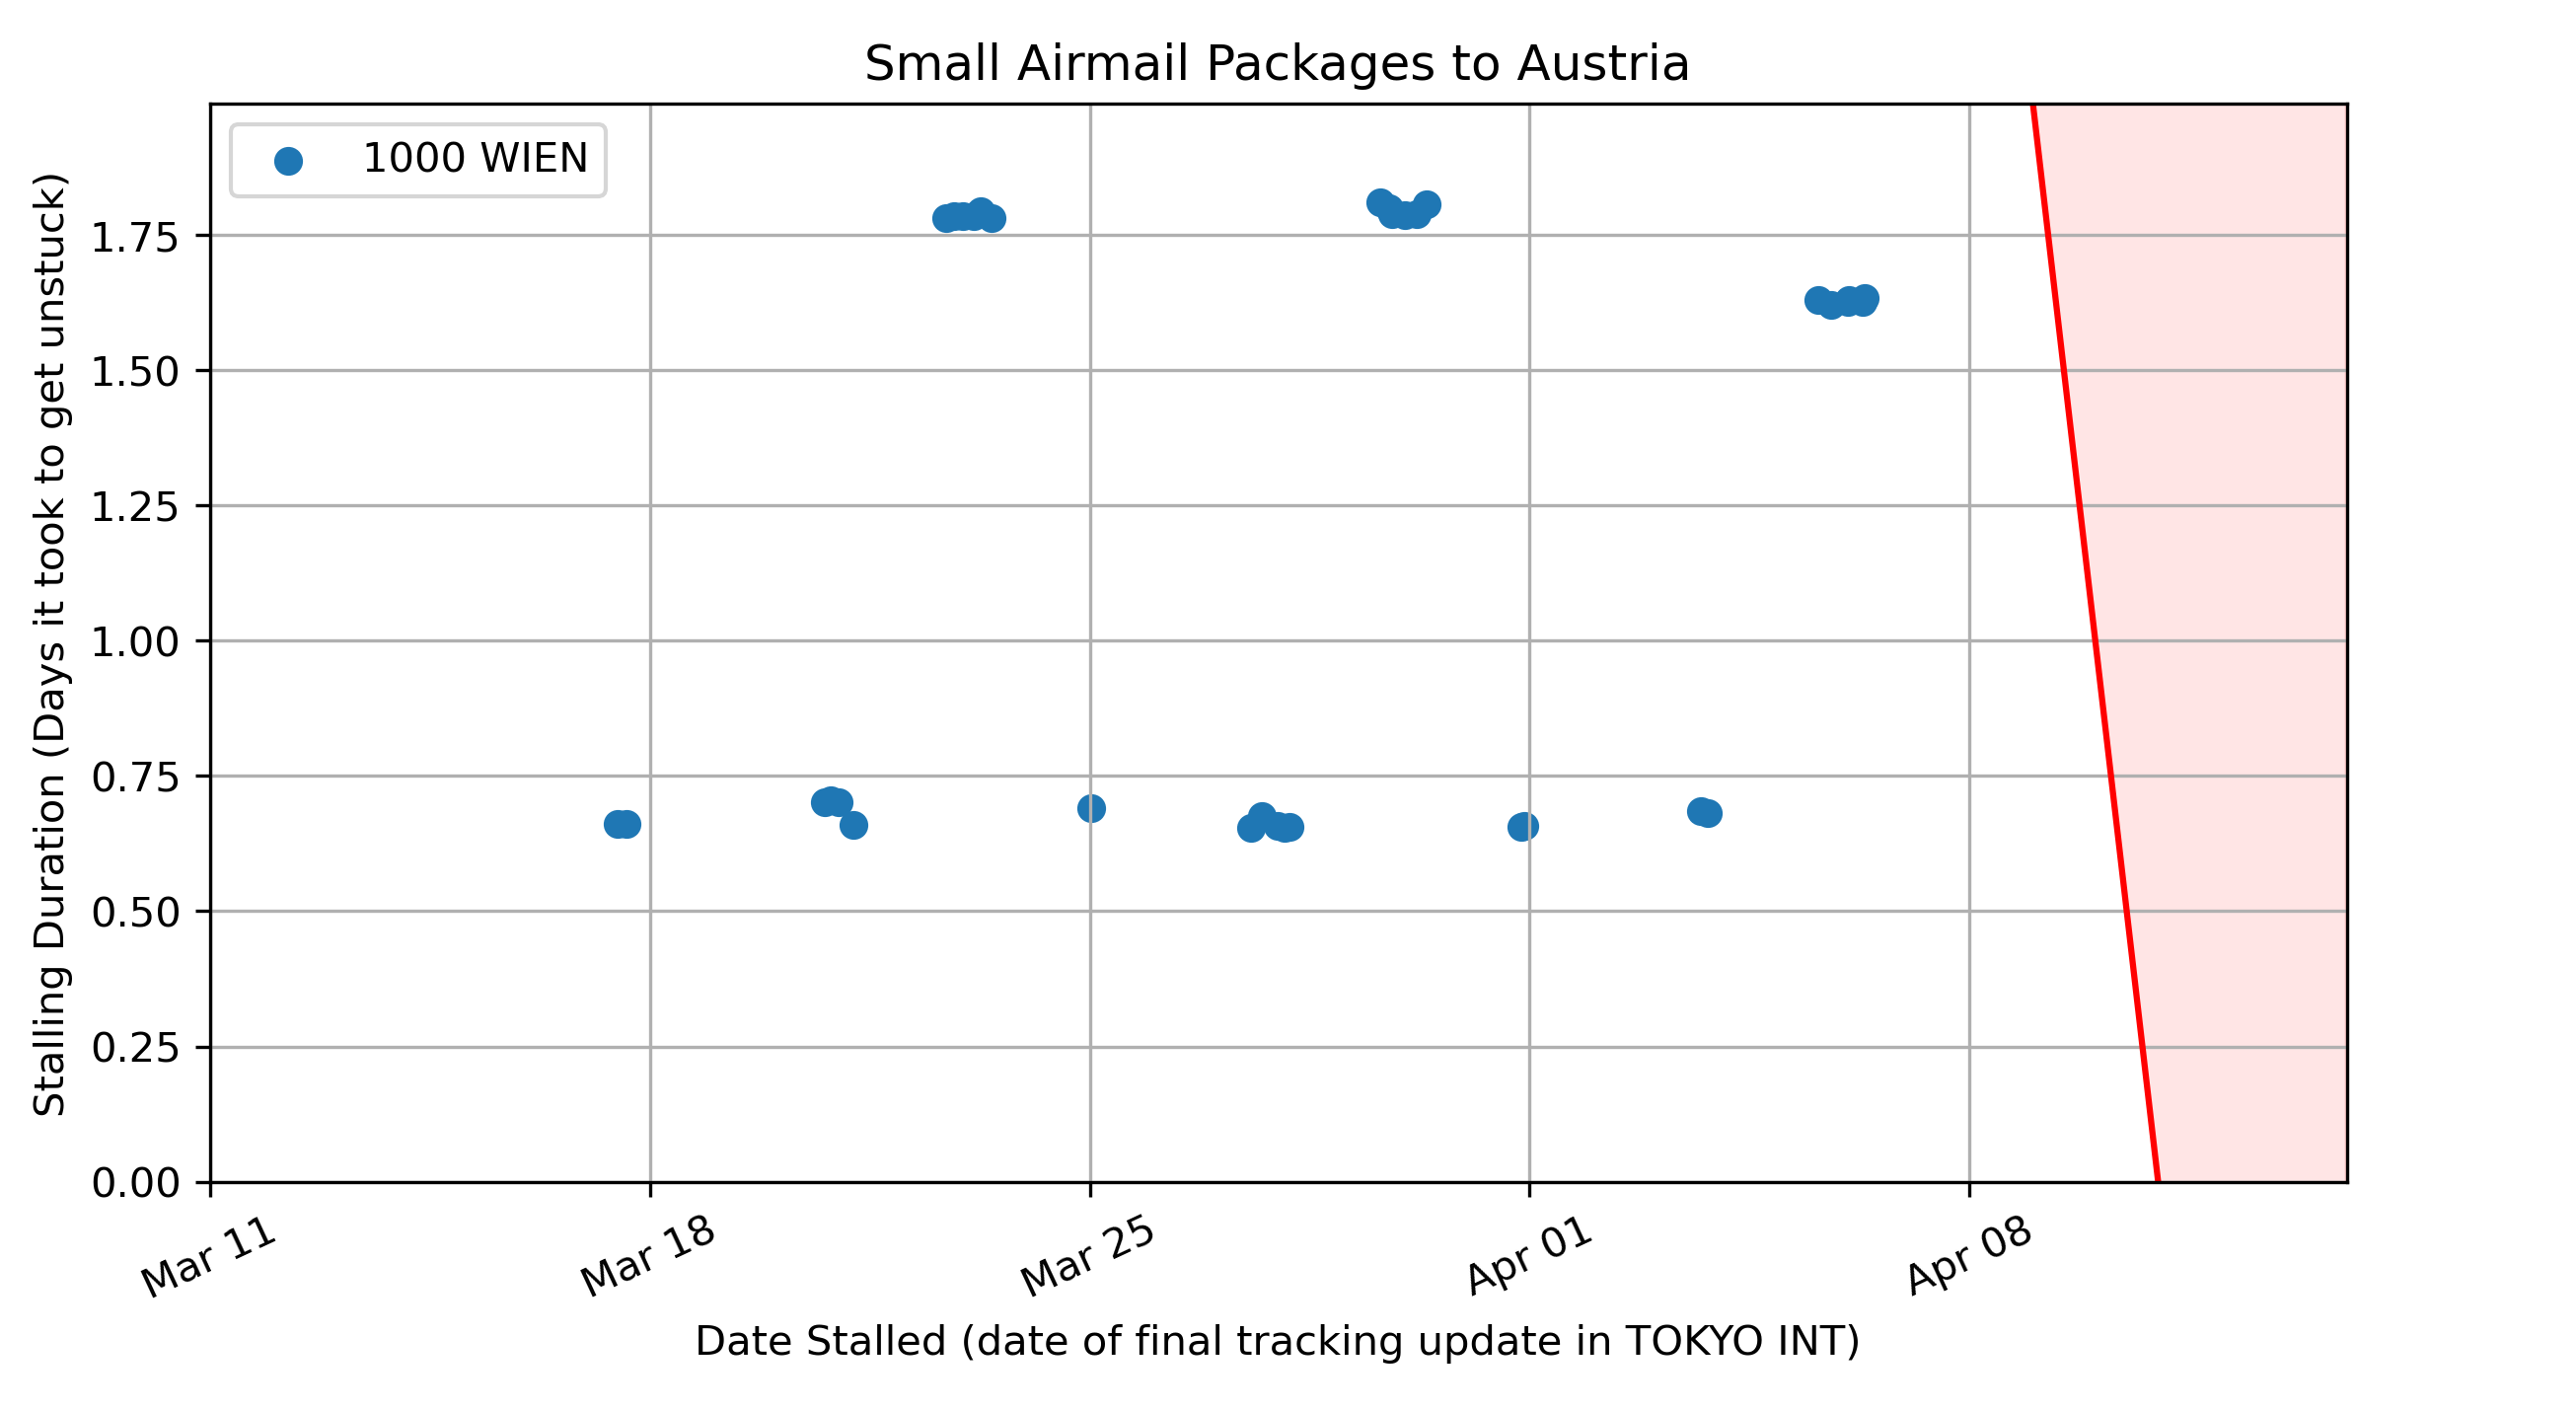 Small Airmail Packages to Austria
1000 WIEN
Stalling Duration (Days it took to get unstuck)
1.75
1.50
1.25
1.00
0.75
0.50
0.25
0.00
Mar 11
Mar 18
Mar 25
Apr 01
Apr 08
Date Stalled (date of final tracking update in TOKYO INT)